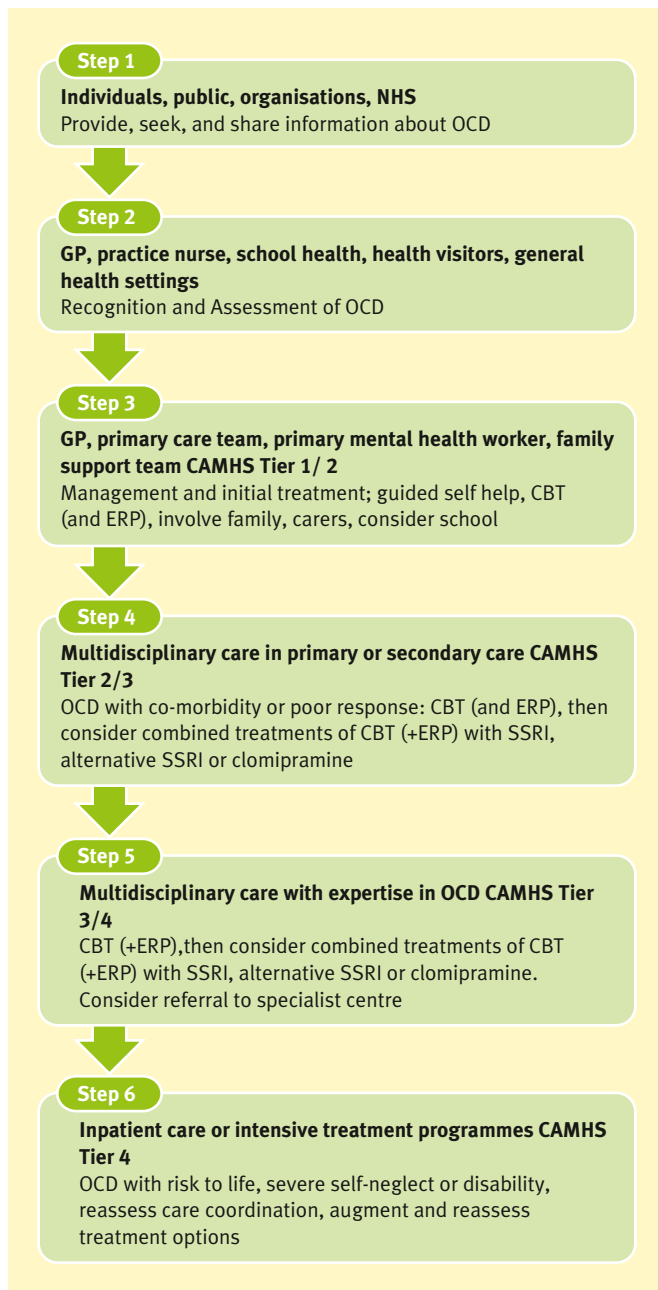 Step 1
Individuals, public, organisations, NHS
Provide, seek, and share information about OCD
Step 2
GP, practice nurse, school health, health visitors, general
health settings
Recognition and Assessment of OCD
Step 3
GP, primary care team, primary mental health worker, family
support team CAMHS Tier 1/ 2
Management and initial treatment; guided self help, CBT
(and ERP), involve family, carers, consider school
Step 4
Multidisciplinary care in primary or secondary care CAMHS
Tier 2/3
OCD with co-morbidity or poor response: CBT (and ERP), then
consider combined treatments of CBT (+ERP) with SSRI,
alternative SSRI or clomipramine
Step 5
Multidisciplinary care with expertise in OCD CAMHS Tier
3/4
CBT (+ERP),then consider combined treatments of CBT
(+ERP) with SSRI, alternative SSRI or clomipramine.
Consider referral to specialist centre
Step 6
Inpatient care or intensive treatment programmes CAMHS
Tier 4
OCD with risk to life, severe self-neglect or disability,
reassess care coordination, augment and reassess
treatment options